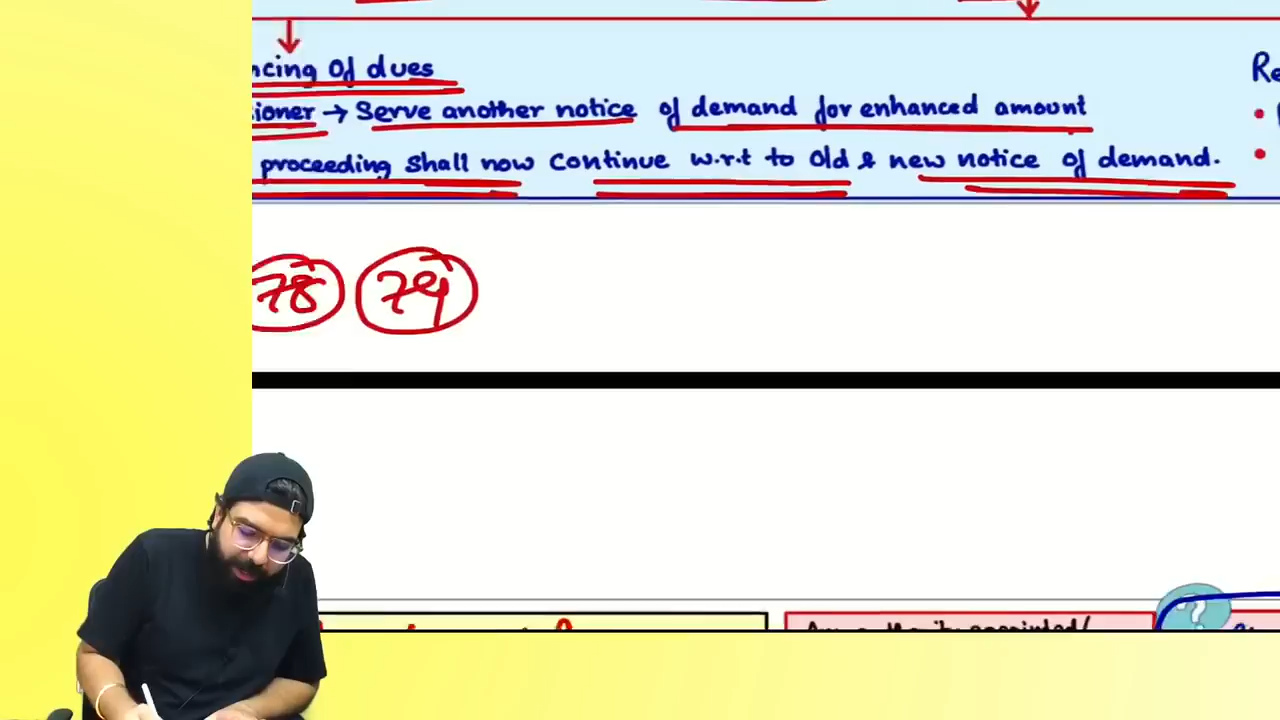 ncing Of dues
Re
ioner → Serve another notice of demand for enhanced amount
proceeding shall now continue w.r.t to old & new notice of demand.
78 79
?